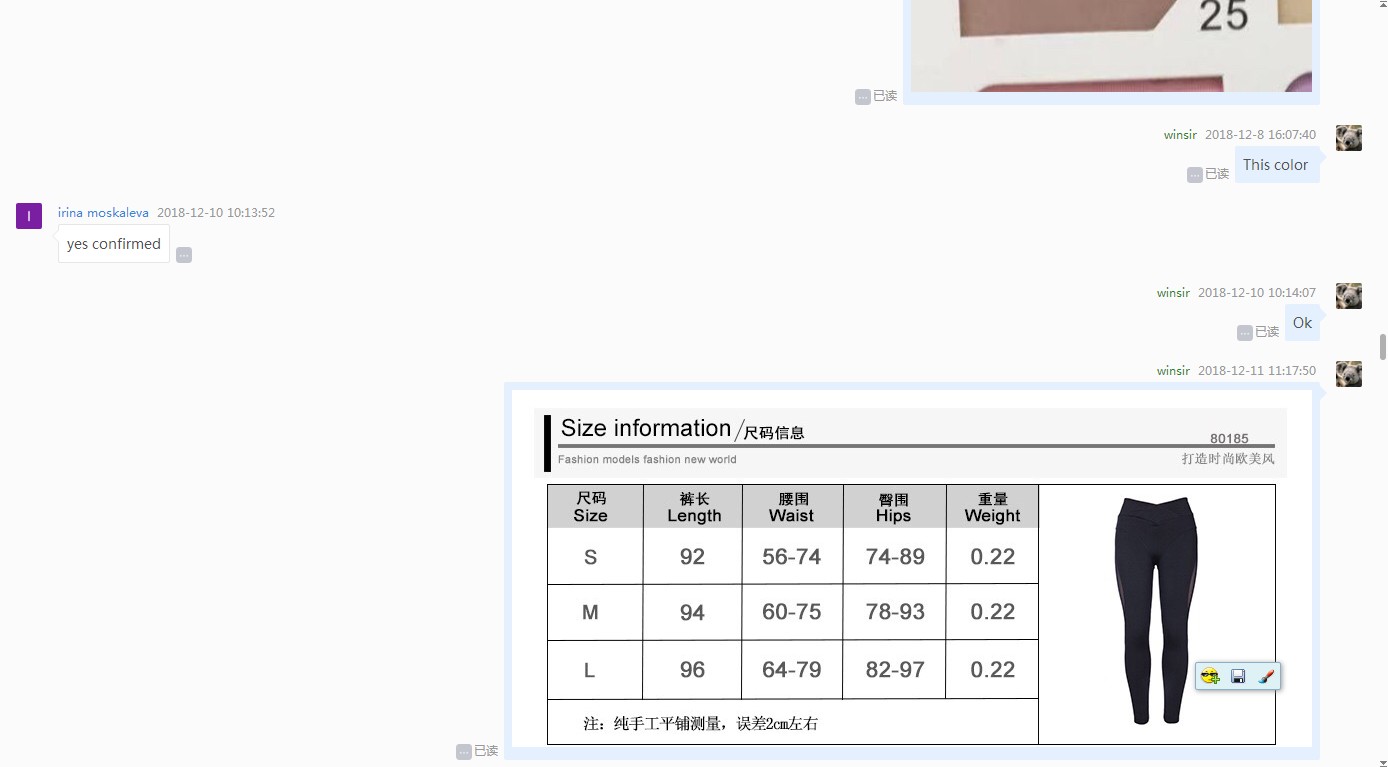 25
已读
winsir 2018-12-8 16:07:40
已读 This color
I irina moskaleva 2018-12-10 10:13:52
yes confirmed
winsir 2018-12-10 10:14:07
已读 Ok
winsir 2018-12-11 11:17:50
Size information/尺码信息
80185
Fashion models fashion new world
打造时尚欧美风
尺码 裤长 腰围 臀围 重量
Size Length Waist Hips Weight
S 92 56-74 74-89 0.22
M 94 60-75 78-93 0.22
L 96 64-79 82-97 0.22
注：纯手工平铺测量，误差2cm左右
已读